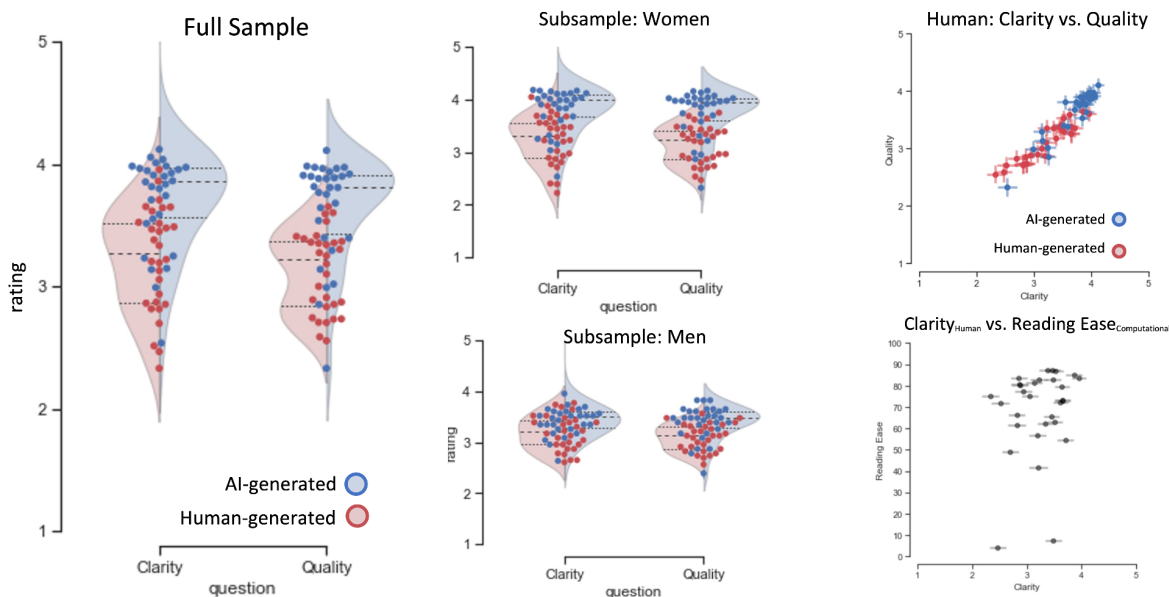 Full Sample
5
4
3
2
1
rating
AI-generated
Human-generated
Clarity
Quality
question
Subsample: Women
5
4
3
2
1
Clarity
Quality
question
Subsample: Men
5
4
3
2
1
rating
Clarity
Quality
question
Human: Clarity vs. Quality
5
4
3
2
1
Quality
AI-generated
Human-generated
1 2 3 4 5
Clarity
ClarityHuman vs. Reading EaseComputational
100
90
80
70
60
50
40
30
20
10
0
Reading Ease
1 2 3 4 5
Clarity